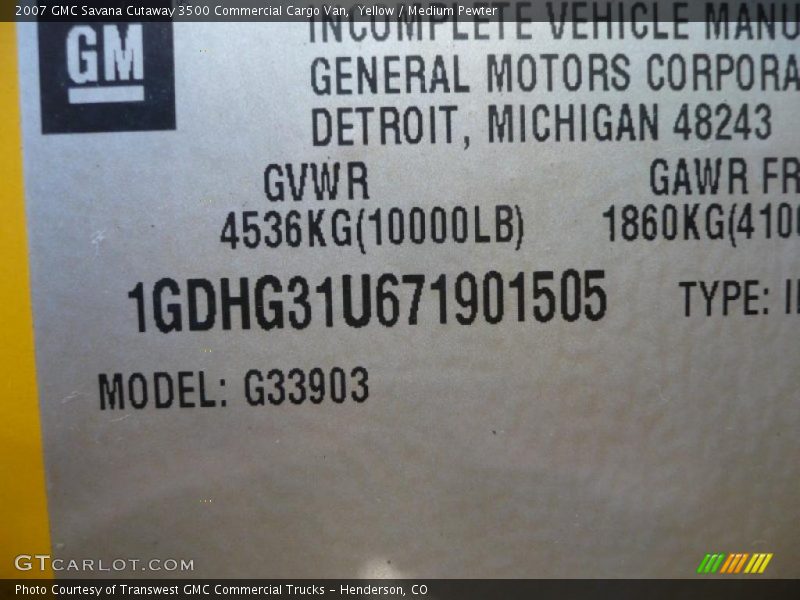 2007 GMC Savana Cutaway 3500 Commercial Cargo Van, Yellow / Medium Pewter
INCOMPLETE VEHICLE MANU
GM
GENERAL MOTORS CORPORA
DETROIT, MICHIGAN 48243
GVWR GAWR FR
4536KG(10000LB) 1860KG(410
1GDHG31U671901505 TYPE: I
MODEL: G33903
GTCARLOT.COM
Photo Courtesy of Transwest GMC Commercial Trucks – Henderson, CO